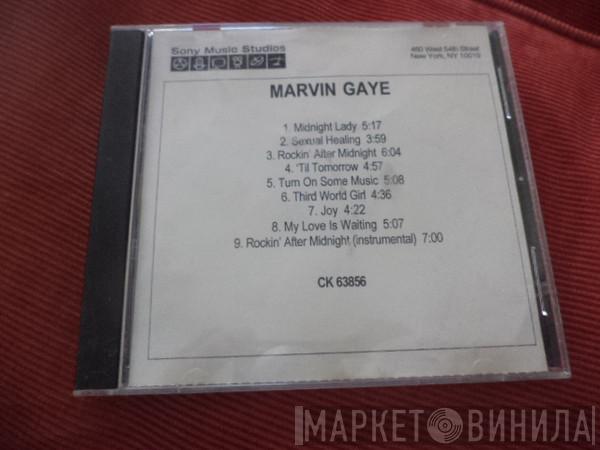 Sony Music Studios
460 West 54th Street
New York, NY 10019
MARVIN GAYE
1. Midnight Lady 5:17
2. Sexual Healing 3:59
3. Rockin' After Midnight 6:04
4. 'Til Tomorrow 4:57
5. Turn On Some Music 5:08
6. Third World Girl 4:36
7. Joy 4:22
8. My Love Is Waiting 5:07
9. Rockin' After Midnight (instrumental) 7:00
CK 63856
МАРКЕТ ВИНИЛА